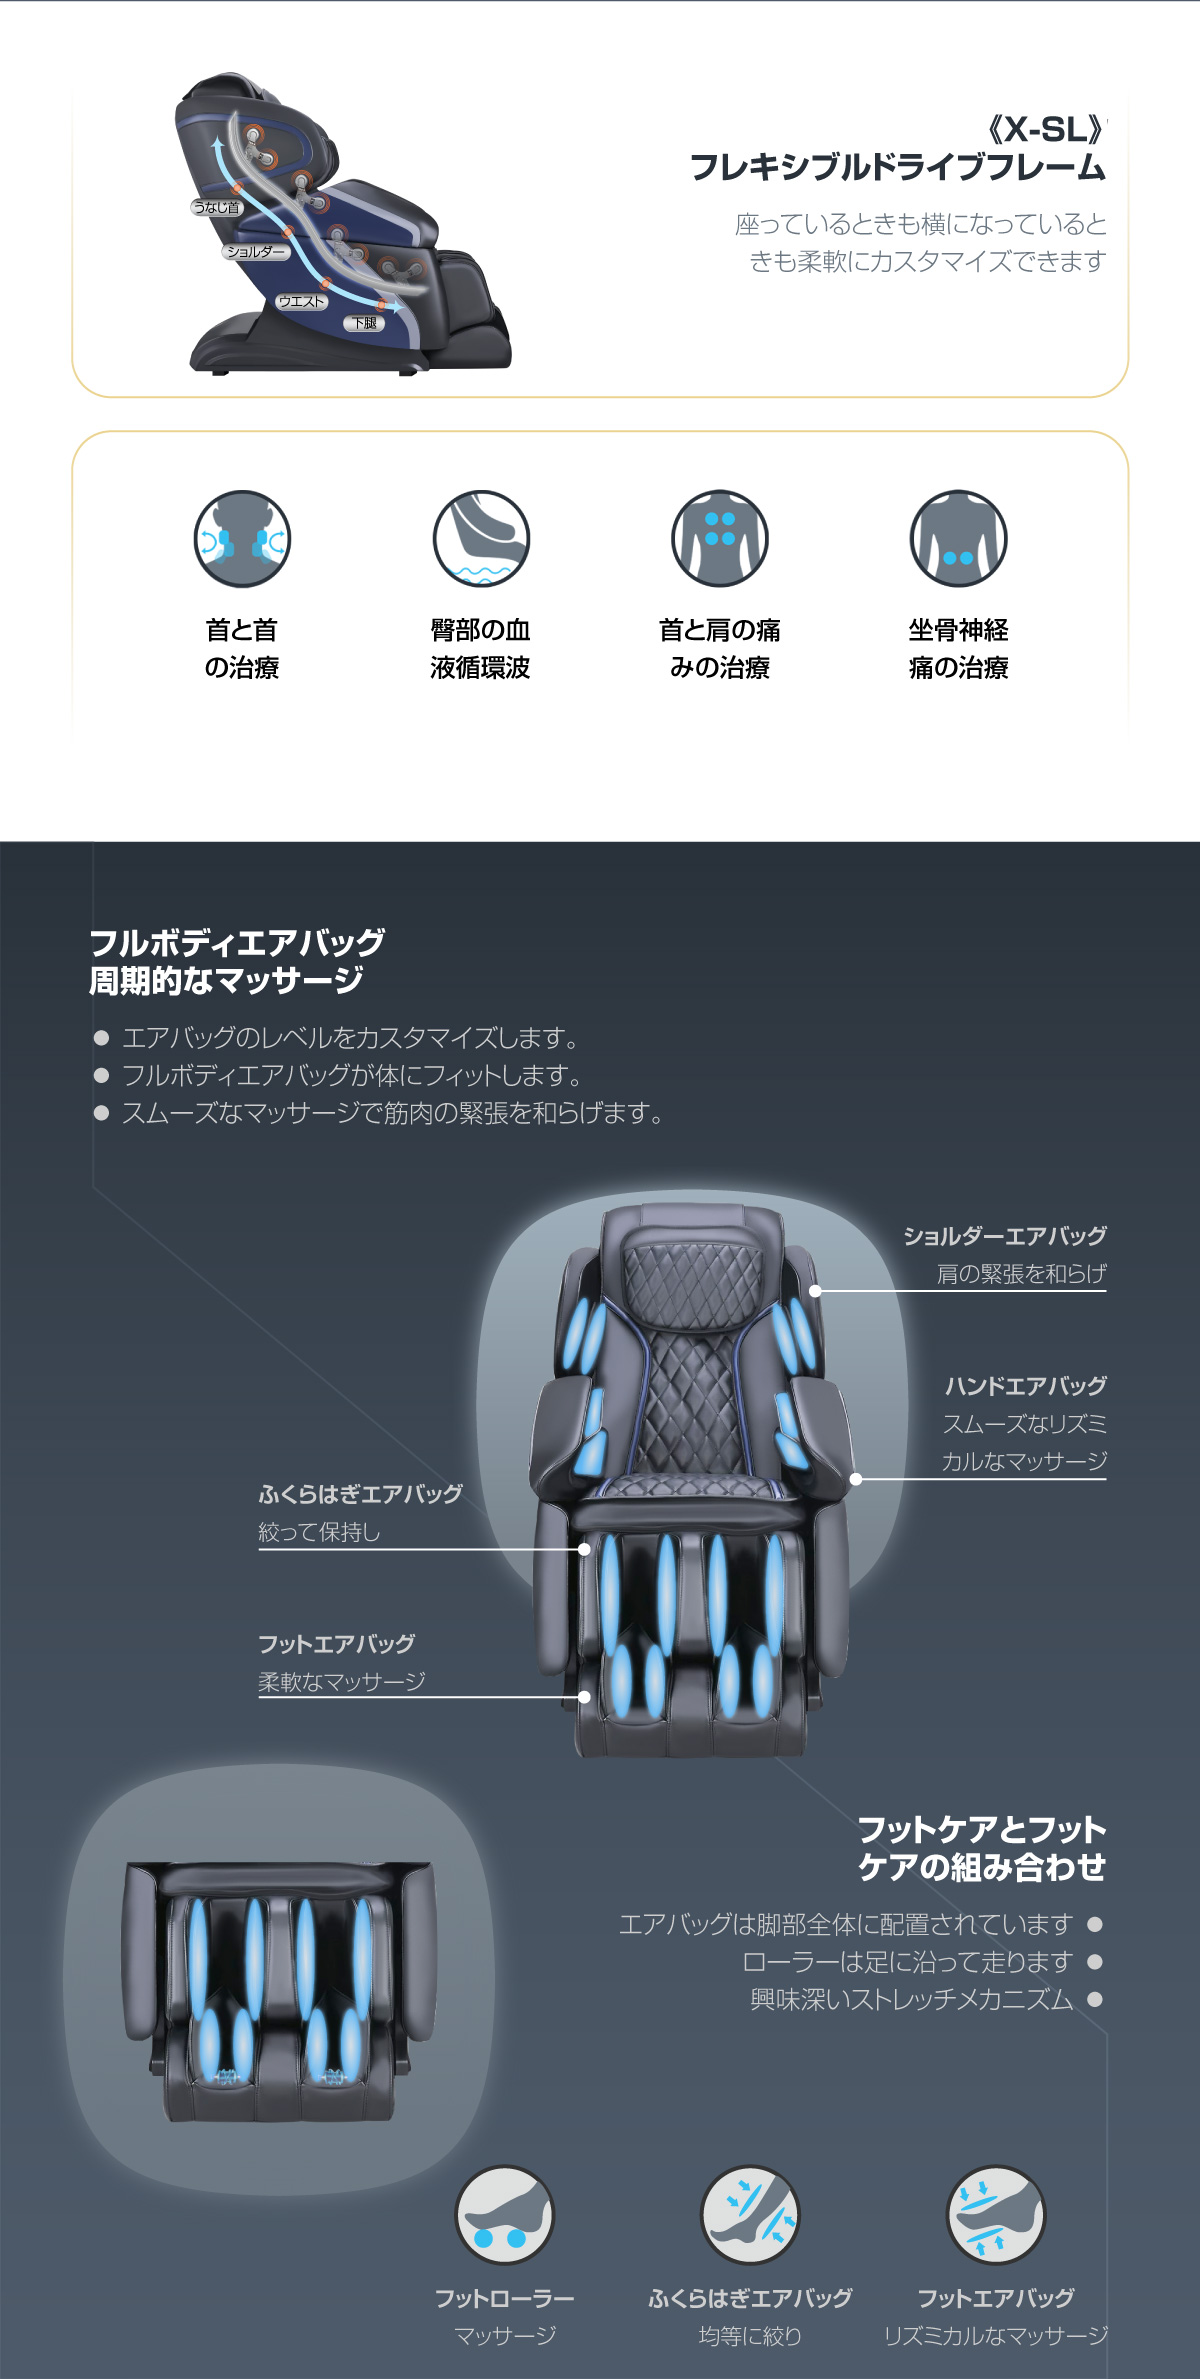 《X-SL》
フレキシブルドライブフレーム
座っているときも横になっていると
きも柔軟にカスタマイズできます
うなじ首
ショルダー
ウエスト
下腿
首と首
の治療
臀部の血
液循環波
首と肩の痛
みの治療
坐骨神経
痛の治療
フルボディエアバッグ
周期的なマッサージ
● エアバッグのレベルをカスタマイズします。
● フルボディエアバッグが体にフィットします。
● スムーズなマッサージで筋肉の緊張を和らげます。
ショルダーエアバッグ
肩の緊張を和らげ
ハンドエアバッグ
スムーズなリズミ
カルなマッサージ
ふくらはぎエアバッグ
絞って保持し
フットエアバッグ
柔軟なマッサージ
フットケアとフット
ケアの組み合わせ
エアバッグは脚部全体に配置されています ●
ローラーは足に沿って走ります ●
興味深いストレッチメカニズム ●
フットローラー
マッサージ
ふくらはぎエアバッグ
均等に絞り
フットエアバッグ
リズミカルなマッサージ